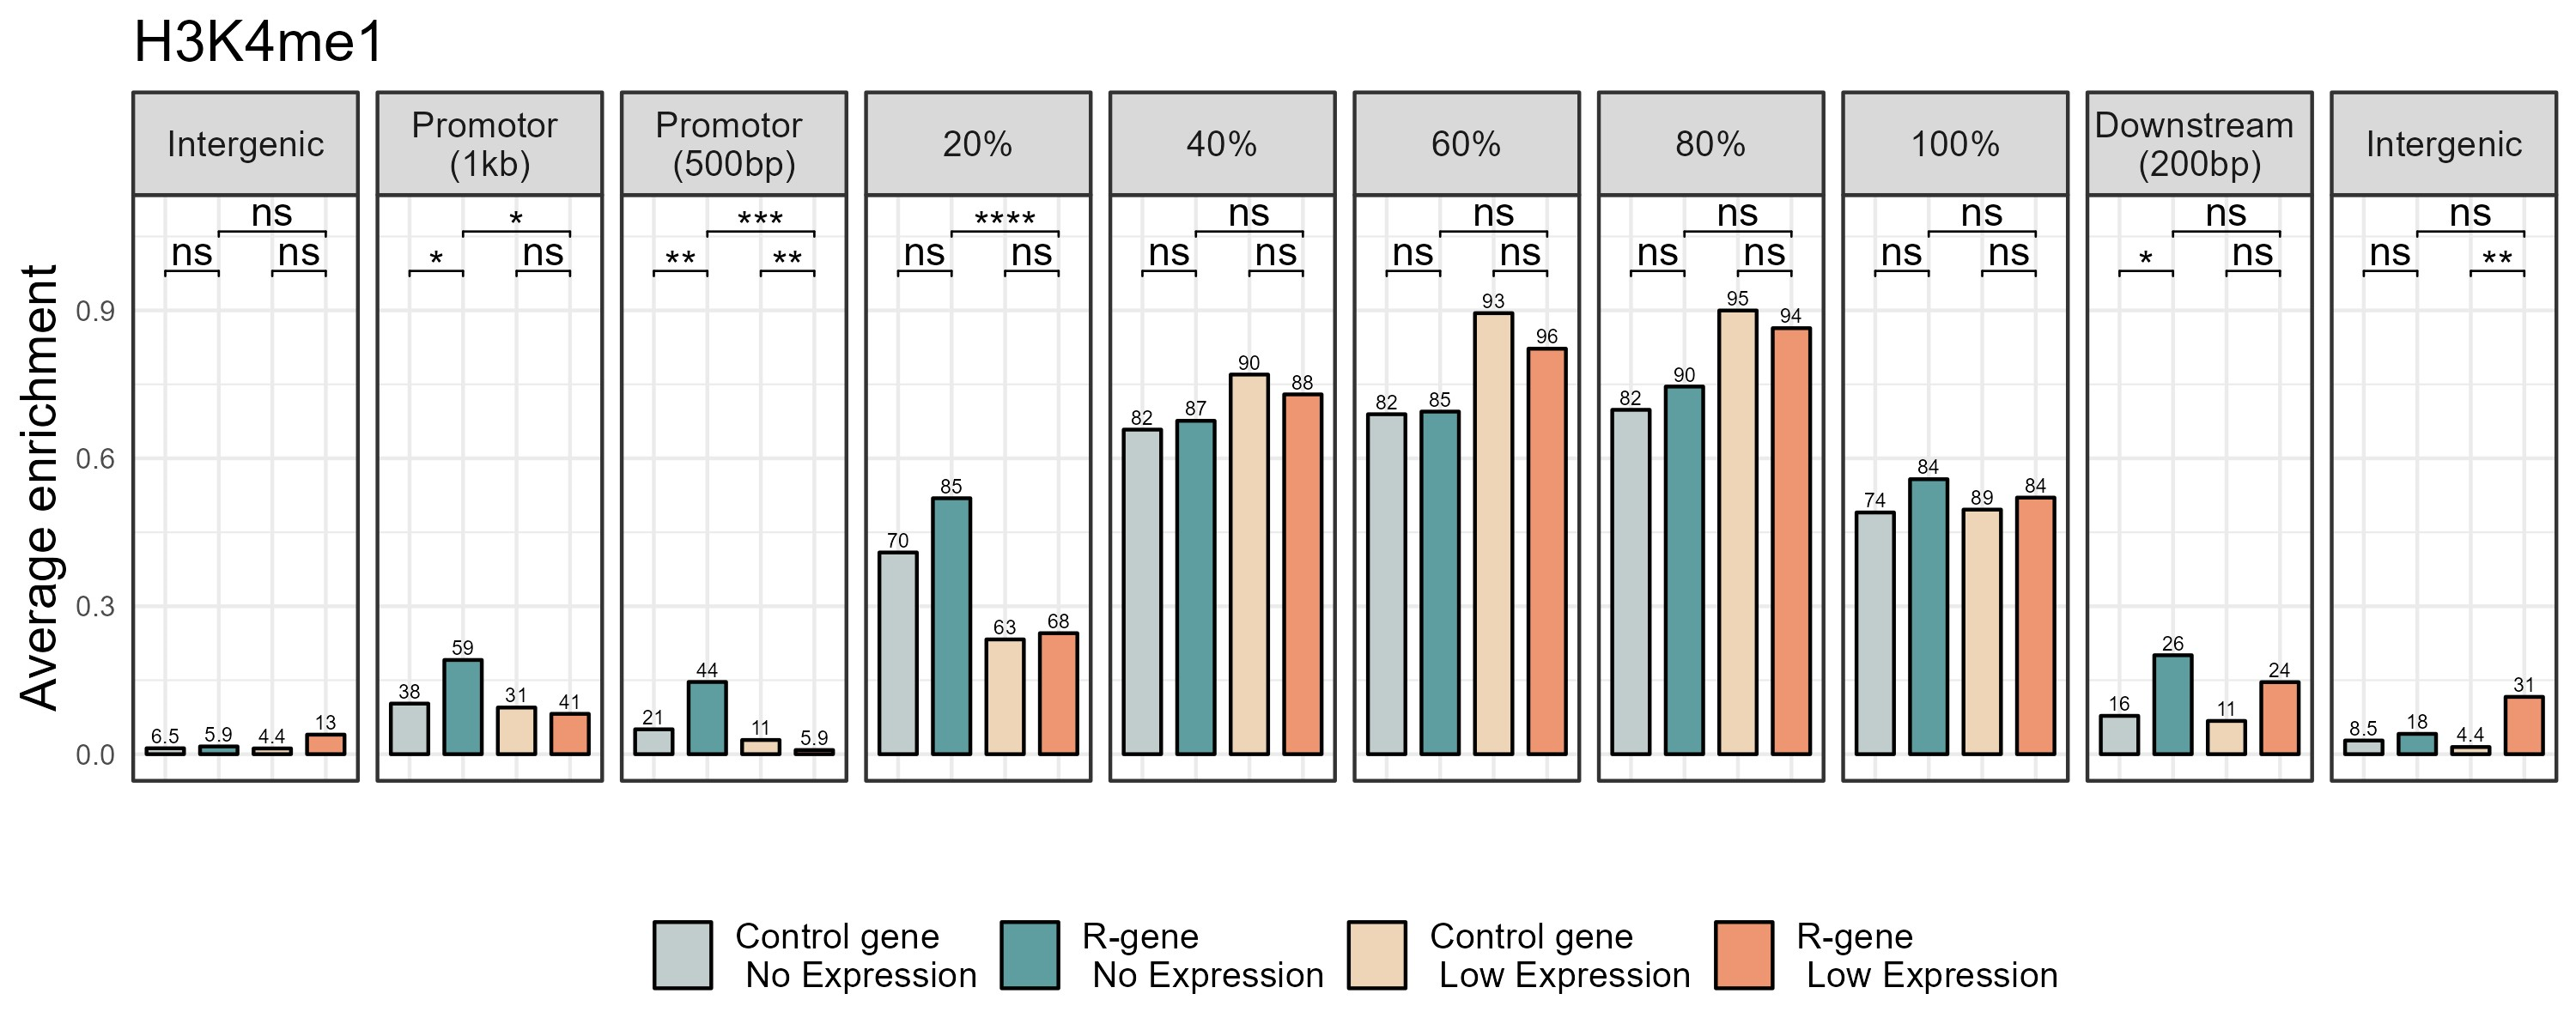 H3K4me1
Intergenic
Promotor
(1kb)
Promotor
(500bp)
20%
40%
60%
80%
100%
Downstream
(200bp)
Intergenic
ns
ns ns
*
* ns
***
** **
****
ns ns
ns
ns ns
ns
ns ns
ns
ns ns
ns
ns ns
ns
* ns
ns
ns **
Average enrichment
0.9
0.6
0.3
0.0
6.5 5.9 4.4 13
38 59 31 41
21 44 11 5.9
70 85 63 68
82 87 90 88
82 85 93 96
82 90 95 94
74 84 89 84
16 26 11 24
8.5 18 4.4 31
Control gene
No Expression
R-gene
No Expression
Control gene
Low Expression
R-gene
Low Expression